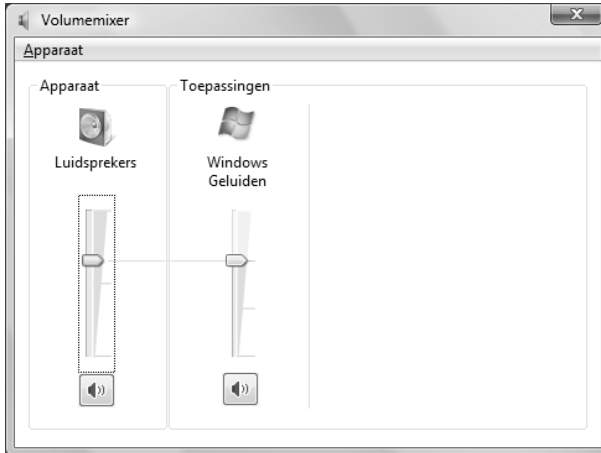 Volumemixer
Apparaat
Apparaat
Toepassingen
Luidsprekers
Windows
Geluiden